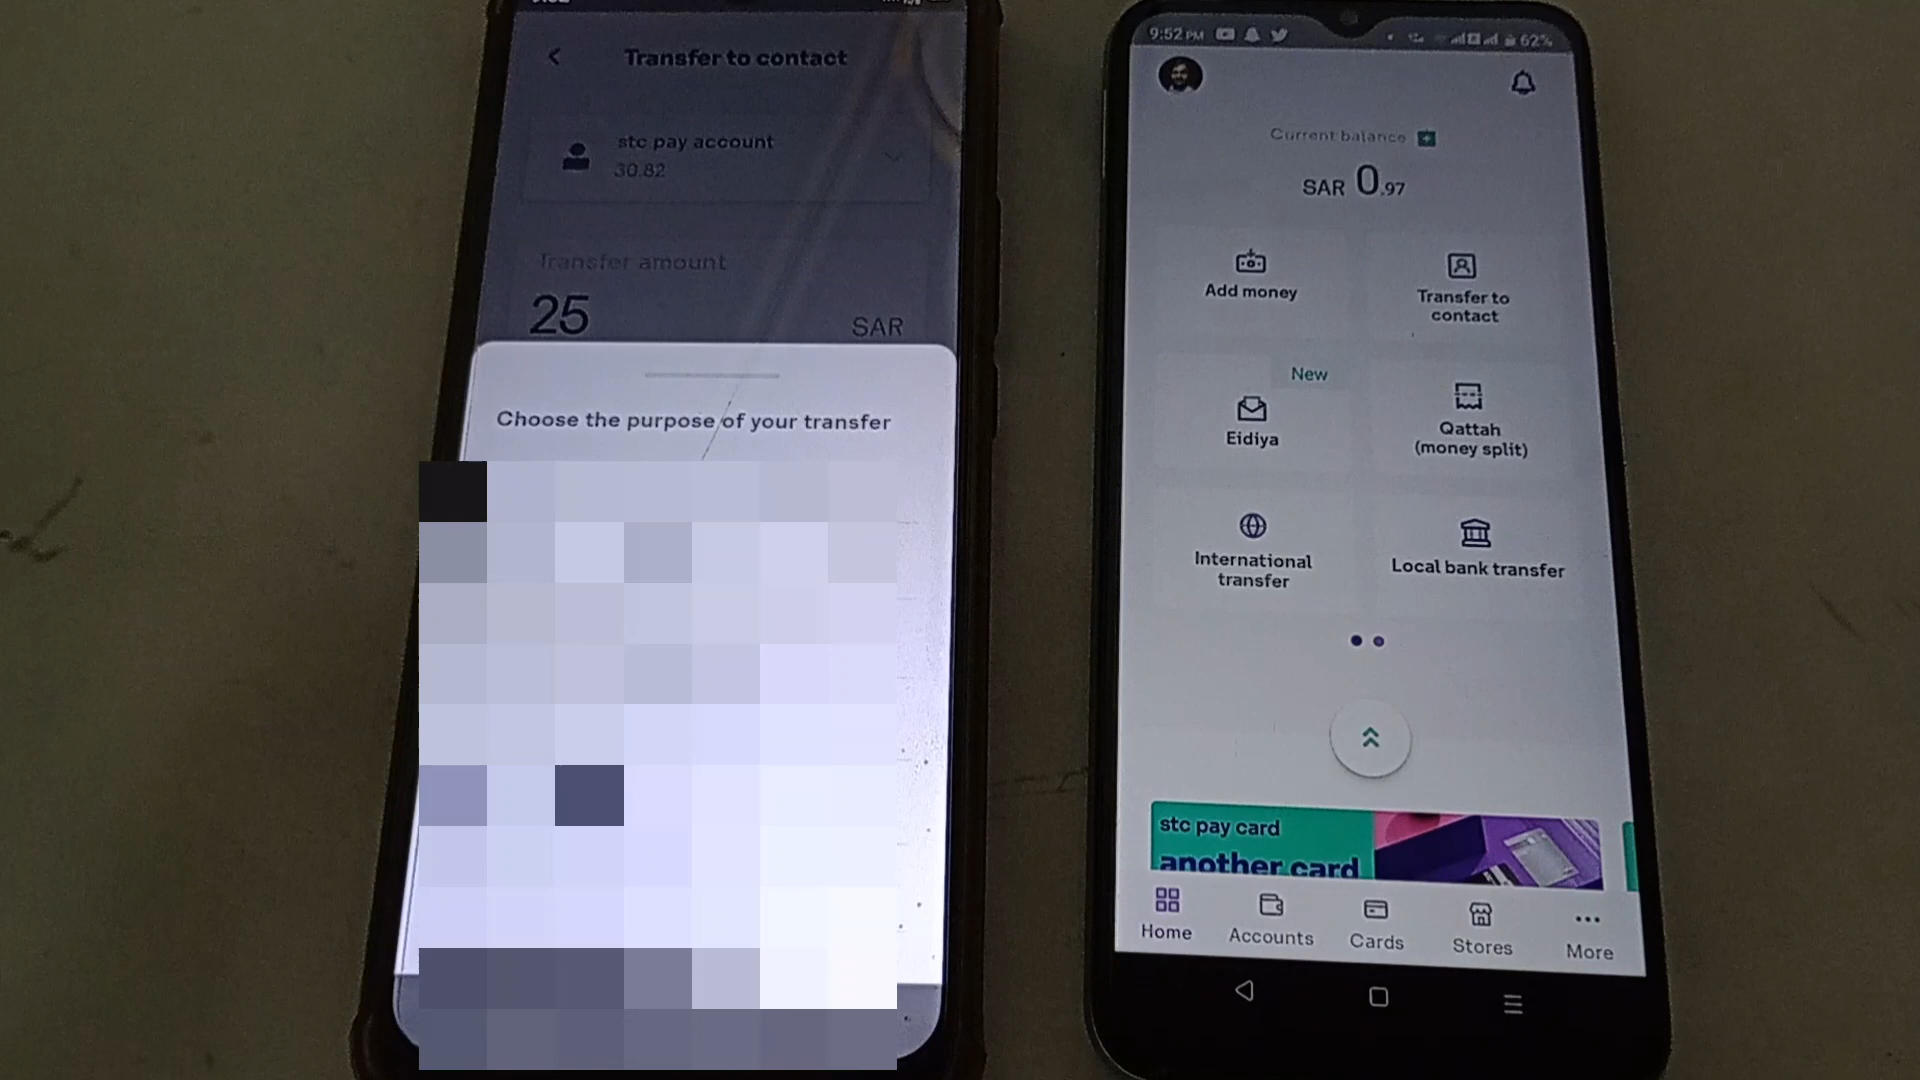 Transfer to contact
stc pay account
30.82
Transfer amount
25
SAR
Choose the purpose of your transfer
9:52 PM
62%
Current balance
SAR 0.97
Add money
Transfer to
contact
New
Eidiya
Qattah
(money split)
International
transfer
Local bank transfer
stc pay card
another card
Home
Accounts
Cards
Stores
More